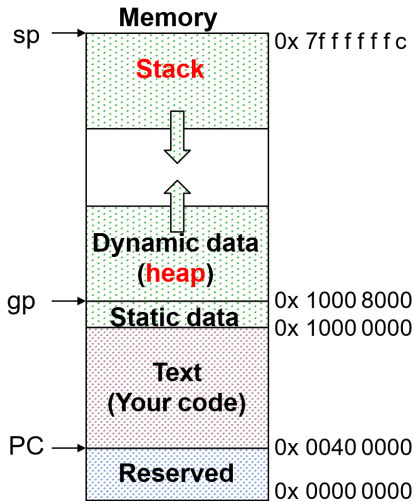 Memory
sp
0x 7f f f f f f c
Stack
Dynamic data
(heap)
gp
0x 1000 8000
Static data
0x 1000 0000
Text
(Your code)
PC
0x 0040 0000
Reserved
0x 0000 0000